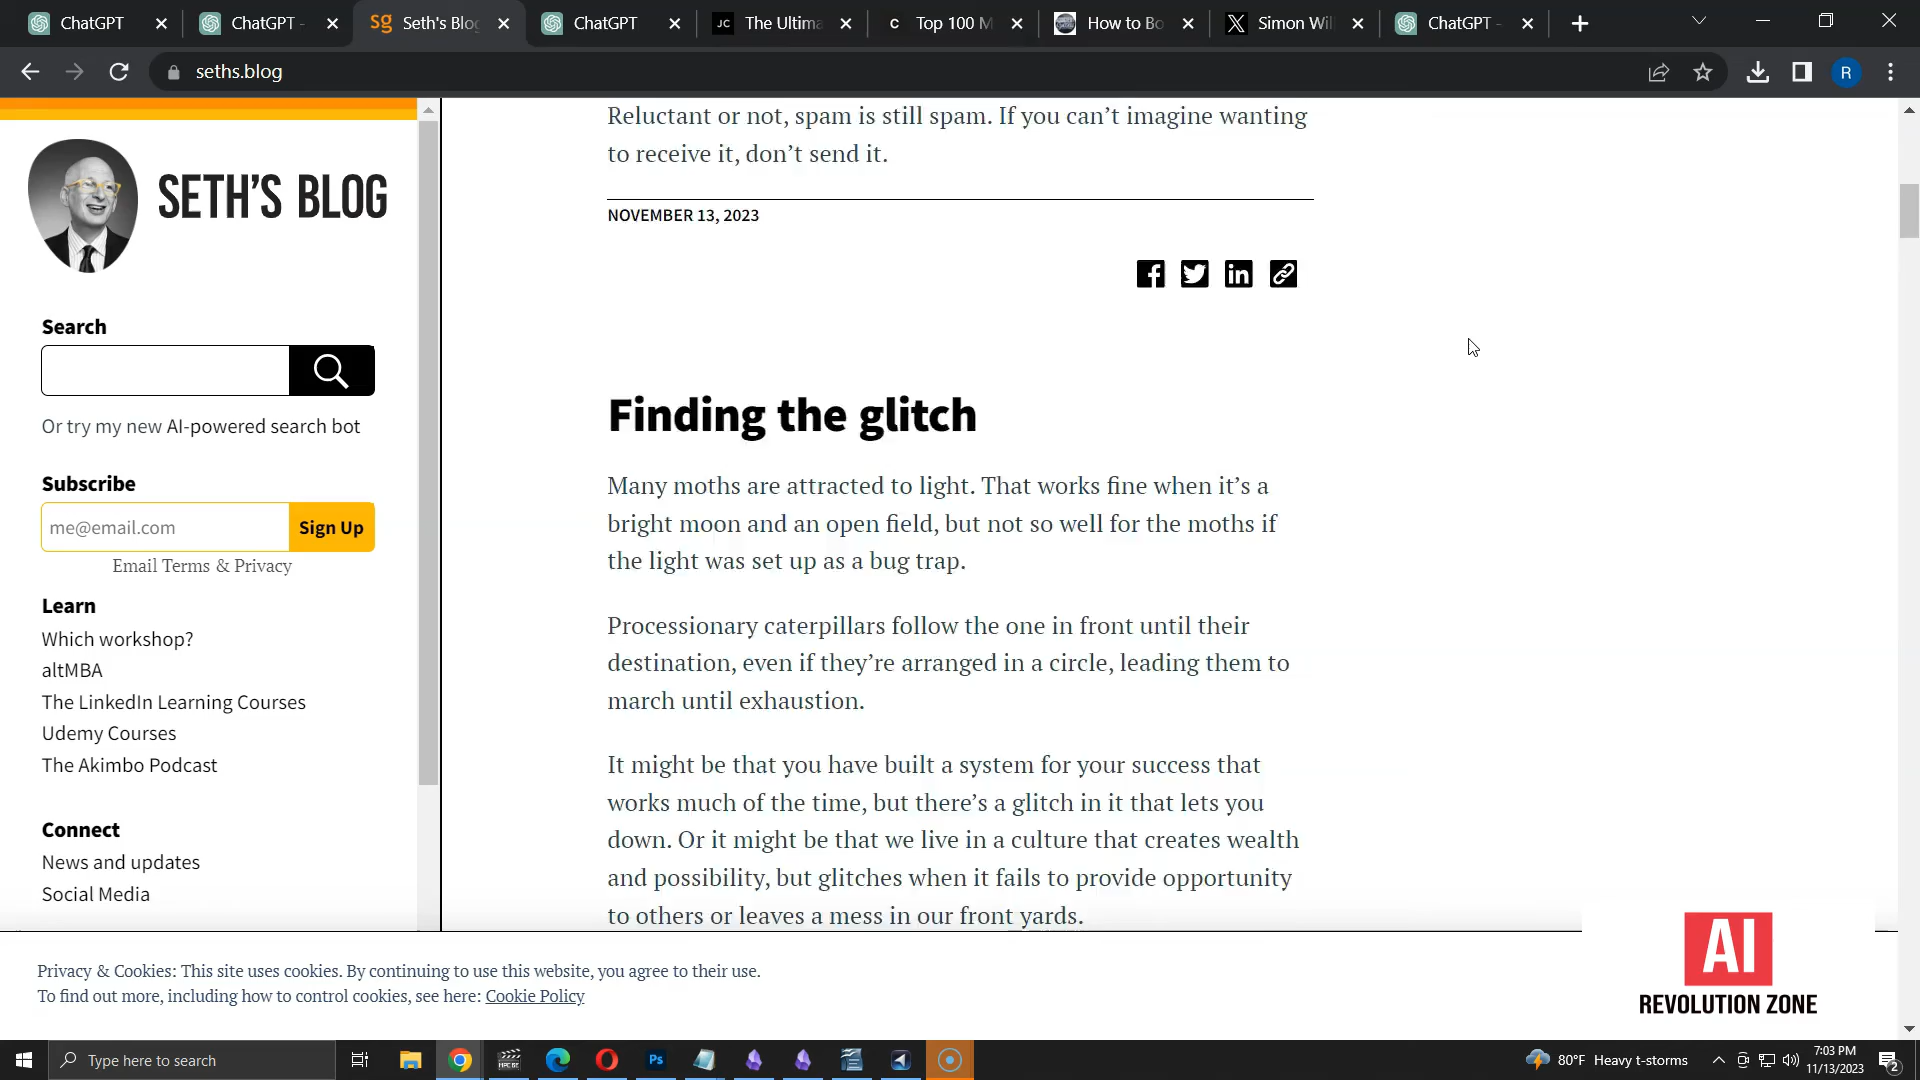 ChatGPT
ChatGPT -
Seth's Blog
ChatGPT
JC The Ultima
C Top 100 M
How to Bo
Simon Will
ChatGPT -
seths.blog
R
SETH'S BLOG
Search
Or try my new AI-powered search bot
Subscribe
me@email.com
Sign Up
Email Terms & Privacy
Learn
Which workshop?
altMBA
The LinkedIn Learning Courses
Udemy Courses
The Akimbo Podcast
Connect
News and updates
Social Media
Reluctant or not, spam is still spam. If you can’t imagine wanting
to receive it, don’t send it.
NOVEMBER 13, 2023
Finding the glitch
Many moths are attracted to light. That works fine when it’s a
bright moon and an open field, but not so well for the moths if
the light was set up as a bug trap.
Processionary caterpillars follow the one in front until their
destination, even if they’re arranged in a circle, leading them to
march until exhaustion.
It might be that you have built a system for your success that
works much of the time, but there’s a glitch in it that lets you
down. Or it might be that we live in a culture that creates wealth
and possibility, but glitches when it fails to provide opportunity
to others or leaves a mess in our front yards.
Privacy & Cookies: This site uses cookies. By continuing to use this website, you agree to their use.
To find out more, including how to control cookies, see here: Cookie Policy
AI
REVOLUTION ZONE
Type here to search
Ps
80°F Heavy t-storms
7:03 PM
11/13/2023
2